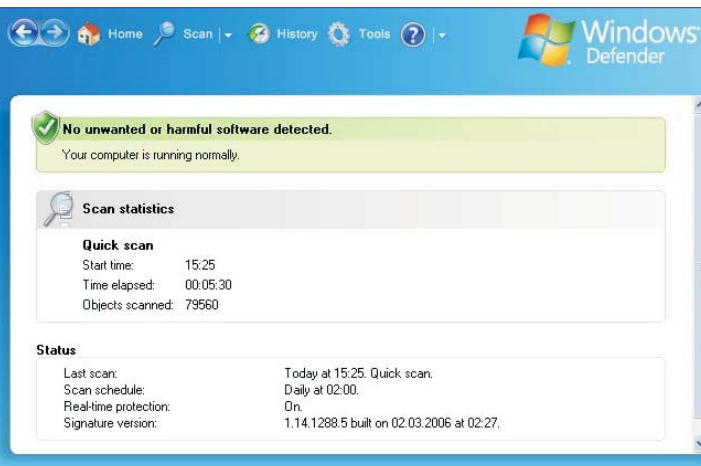 Home Scan History Tools ?
Windows
Defender
No unwanted or harmful software detected.
Your computer is running normally.
Scan statistics
Quick scan
Start time: 15:25
Time elapsed: 00:05:30
Objects scanned: 79560
Status
Last scan: Today at 15:25. Quick scan.
Scan schedule: Daily at 02:00.
Real-time protection: On.
Signature version: 1.14.1288.5 built on 02.03.2006 at 02:27.